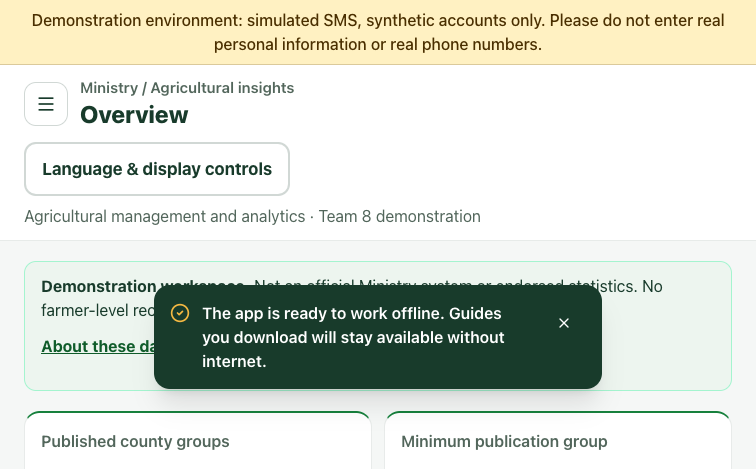 Demonstration environment: simulated SMS, synthetic accounts only. Please do not enter real
personal information or real phone numbers.
Ministry / Agricultural insights
Overview
Language & display controls
Agricultural management and analytics · Team 8 demonstration
Demonstration workspace. Not an official Ministry system or endorsed statistics. No
farmer-level
About these
The app is ready to work offline. Guides
you download will stay available without
internet.
Published county groups
Minimum publication group